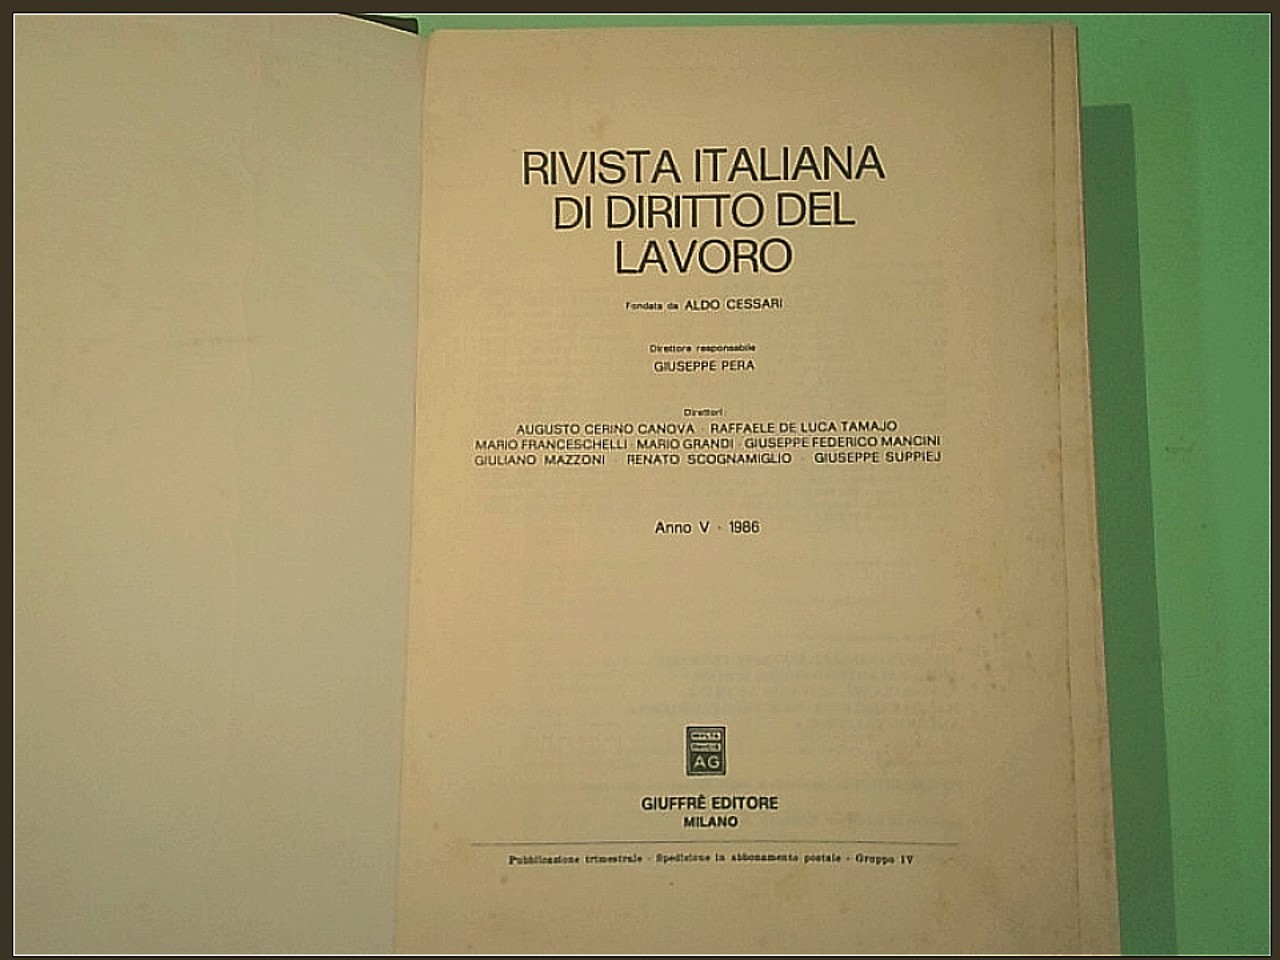 RIVISTA ITALIANA
DI DIRITTO DEL
LAVORO
Fondata da ALDO CESSARI
Direttore responsabile
GIUSEPPE PERA
Direttori:
AUGUSTO CERINO CANOVA · RAFFAELE DE LUCA TAMAJO
MARIO FRANCESCHELLI · MARIO GRANDI · GIUSEPPE FEDERICO MANCINI
GIULIANO MAZZONI · RENATO SCOGNAMIGLIO · GIUSEPPE SUPPIEJ
Anno V · 1986
AG
GIUFFRÈ EDITORE
MILANO
Pubblicazione trimestrale - Spedizione in abbonamento postale - Gruppo IV